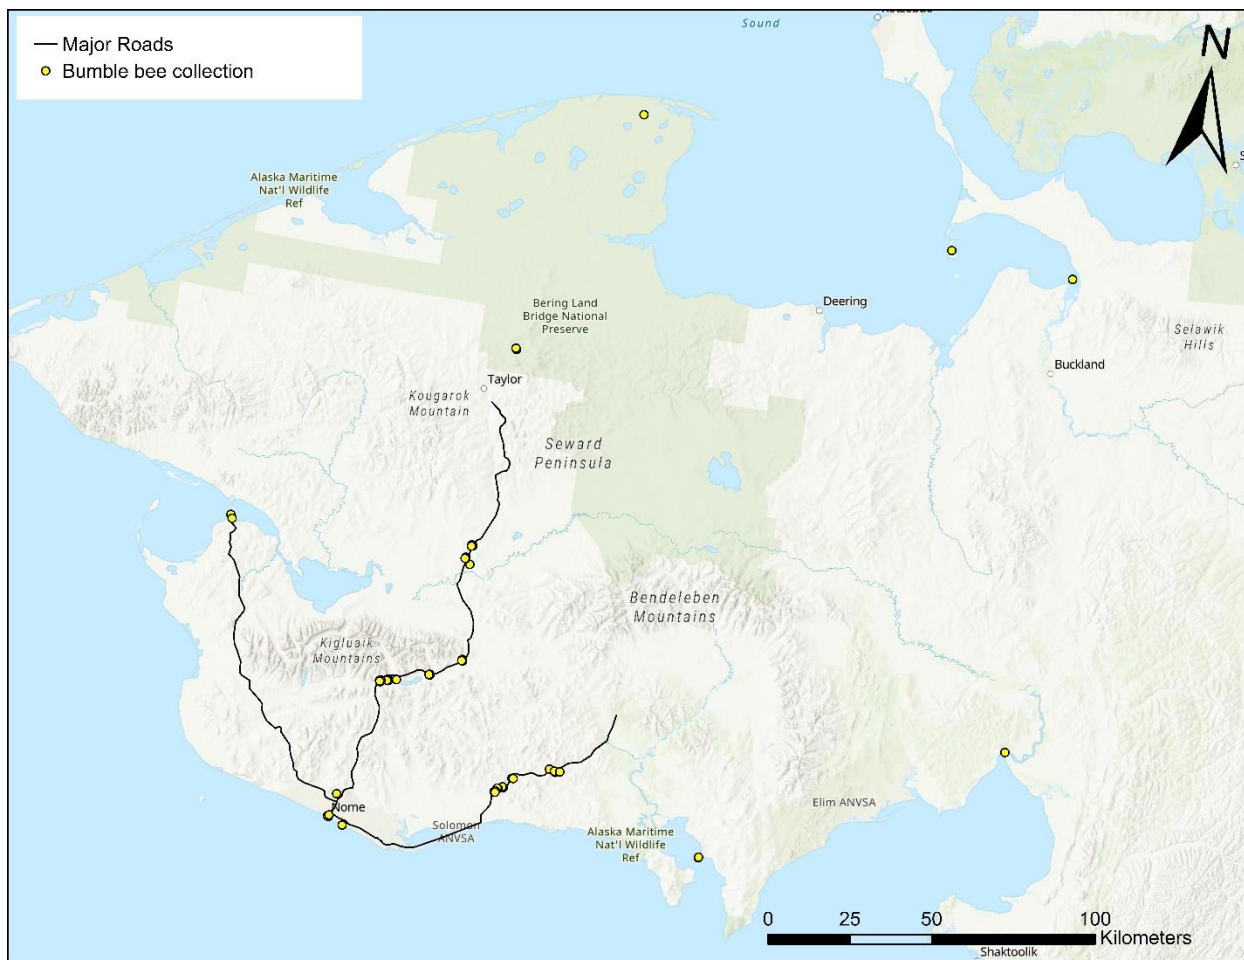 Sound
N
Major Roads
Bumble bee collection
Alaska Maritime
Nat'l Wildlife
Ref
Bering Land
Bridge National
Preserve
Deering
Selawik
Hills
Buckland
Taylor
Kougarok
Mountain
Seward
Peninsula
Bendeleben
Mountains
Kigluaik
Mountains
Nome
Solomon
ANVSA
Elim ANVSA
Alaska Maritime
Nat'l Wildlife
Ref
0 25 50 100
Kilometers
Shaktoolik